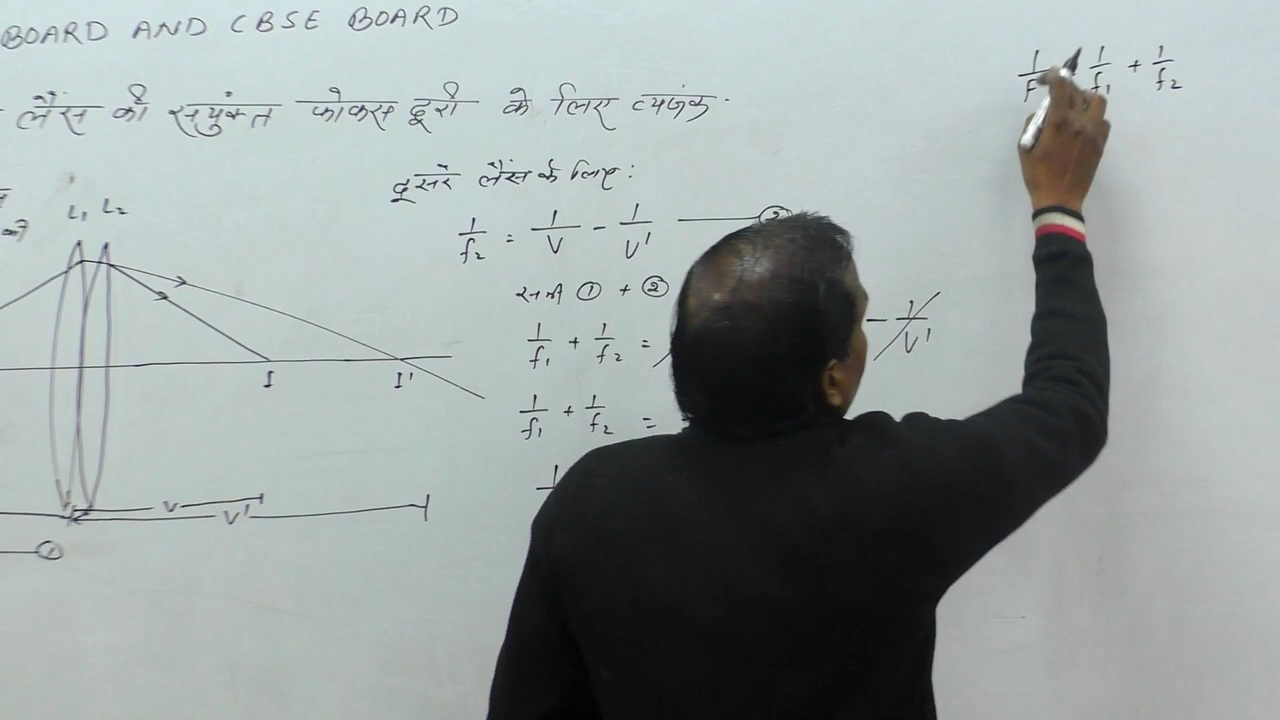 BOARD AND CBSE BOARD
लैंस की संयुक्त फोकस दूरी के लिए व्यंजक.
दूसरे लैंस के लिए:
L₁ L₂
1/f₂ = 1/V - 1/V' ——— ②
समी ① + ②
1/f₁ + 1/f₂ = - 1/V'
1/f₁ + 1/f₂ =
I I'
V
V'
①
1/F 1/f₁ + 1/f₂